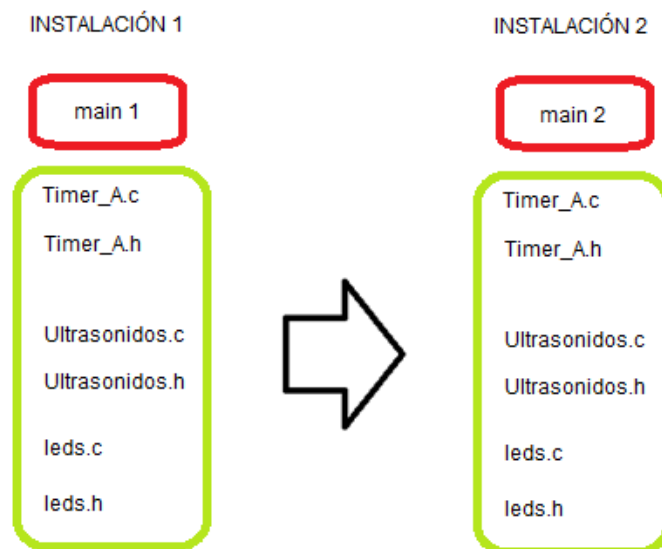 INSTALACIÓN 1
main 1
Timer_A.c
Timer_A.h
Ultrasonidos.c
Ultrasonidos.h
leds.c
leds.h
INSTALACIÓN 2
main 2
Timer_A.c
Timer_A.h
Ultrasonidos.c
Ultrasonidos.h
leds.c
leds.h